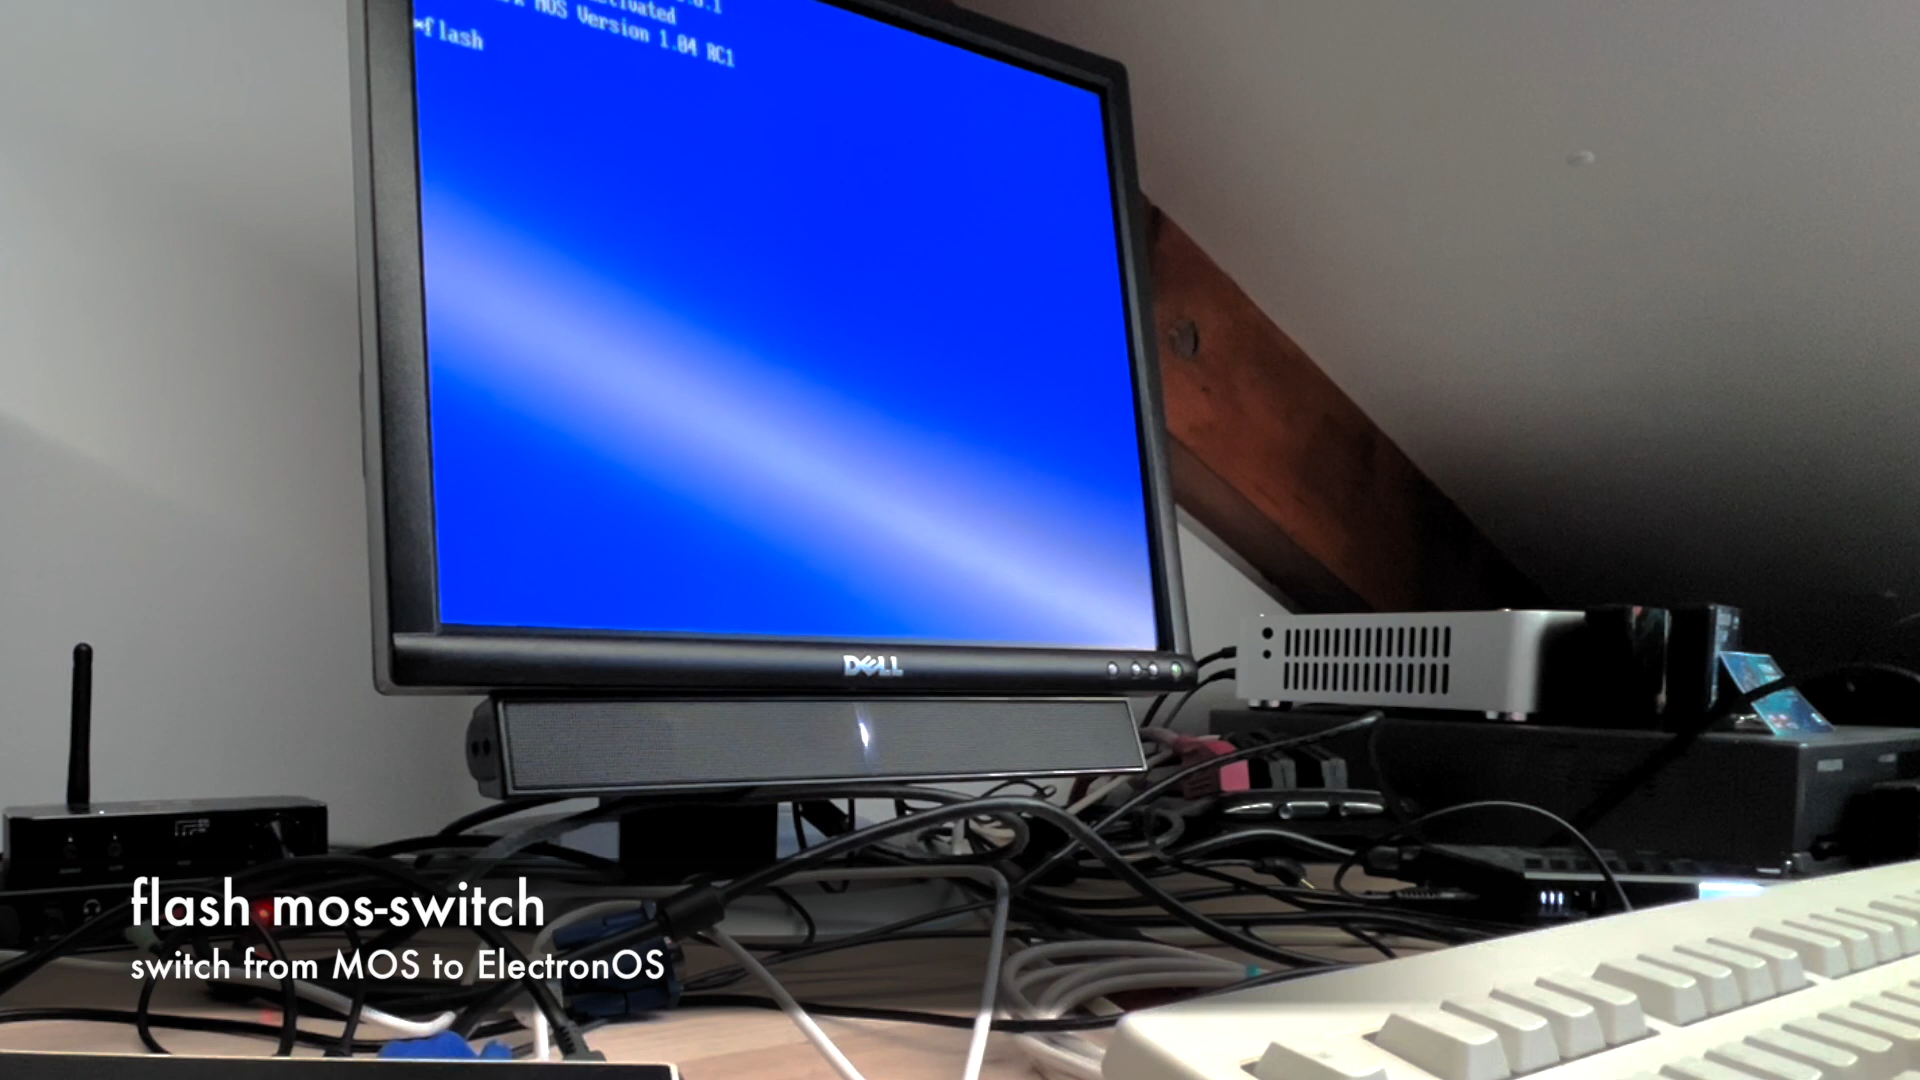 MOS Version 1.04 RC1
*flash
DELL
flash mos-switch
switch from MOS to ElectronOS